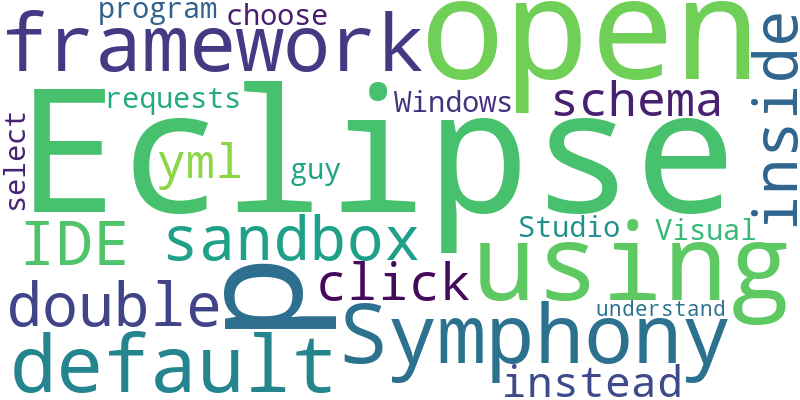 program
choose
framework
open
inside
requests
Windows
schema
Eclipse
select
yml
guy
IDE
sandbox
Studio
Visual
using
p
click
double
Symphony
understand
default
instead